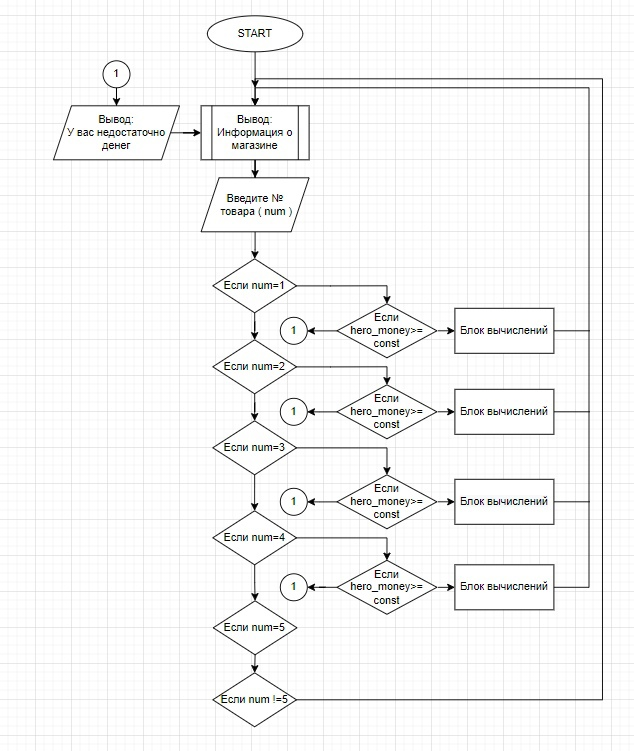 START
1
Вывод:
У вас недостаточно
денег
Вывод:
Информация о
магазине
Введите №
товара ( num )
Если num=1
Если
hero_money>=
const
1
Блок вычислений
Если num=2
Если
hero_money>=
const
1
Блок вычислений
Если num=3
Если
hero_money>=
const
1
Блок вычислений
Если num=4
Если
hero_money>=
const
1
Блок вычислений
Если num=5
Если num !=5